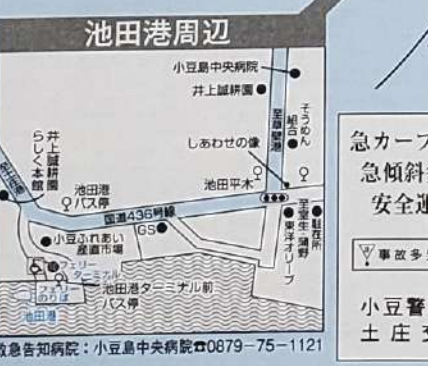 池田港周辺
小豆島中央病院
井上誠耕園
至草壁港
そうめん
組合
しあわせの像
井上誠耕園
らしく本館
池田港
バス停
池田平木
国道436号線
GS
至室生・蒲野
東洋オリーブ
駐在所
小豆ふれあい
産直市場
フェリー
ターミナル
フェリー
のりば
池田港ターミナル前
バス停
池田港
救急告知病院：小豆島中央病院☎0879-75-1121
急カーブ
急傾斜
安全運
事故多
小豆警
土庄交